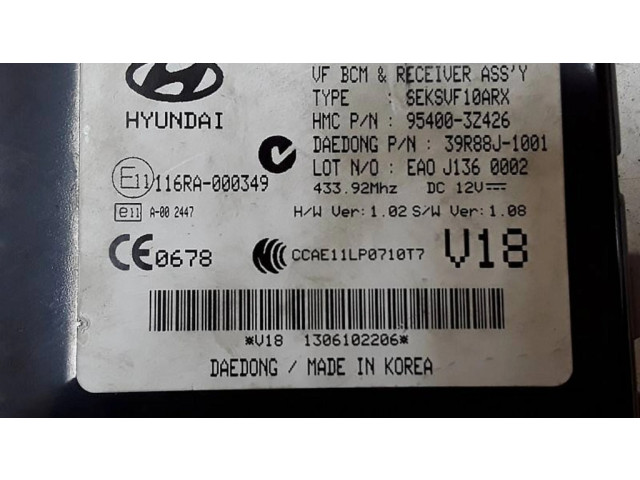 VF BCM & RECEIVER ASS'Y
TYPE : SEKSVF10ARX
HYUNDAI
HMC P/N : 95400-3Z426
DAEDONG P/N : 39R88J-1001
LOT N/O : EAO J136 0002
E11 116RA-000349
433.92Mhz DC 12V
e11 A-00 2447
H/W Ver:1.02 S/W Ver:1.08
CE0678
CCAE11LP0710T7
V18
*V18 1306102206*
DAEDONG / MADE IN KOREA